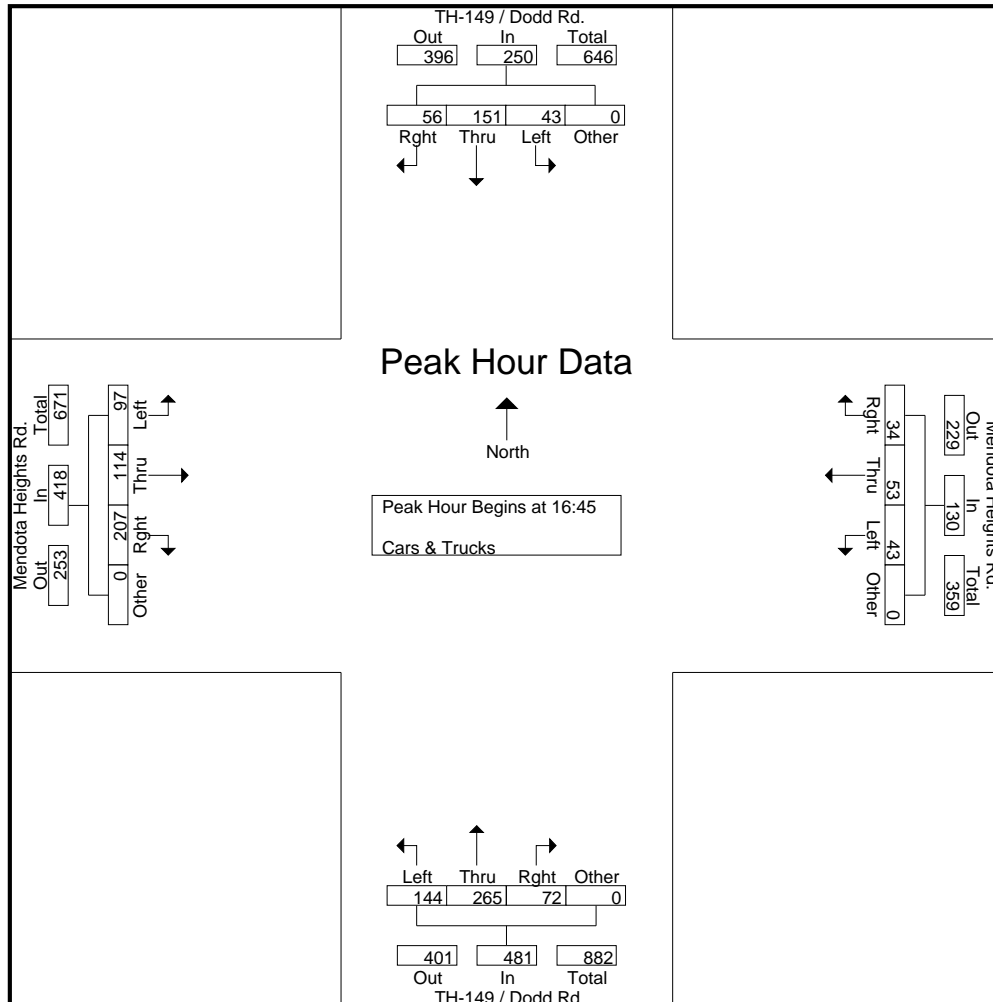 TH-149 / Dodd Rd.
Out In Total
396 250 646
56 151 43 0
Rght Thru Left Other
Peak Hour Data
North
Peak Hour Begins at 16:45
Cars & Trucks
Mendota Heights Rd.
Out In Total
253 418 671
0 207 114 97
Other Rght Thru Left
Mendota Heights Rd.
Out In Total
229 130 359
34 53 43 0
Rght Thru Left Other
Left Thru Rght Other
144 265 72 0
401 481 882
Out In Total
TH-149 / Dodd Rd.